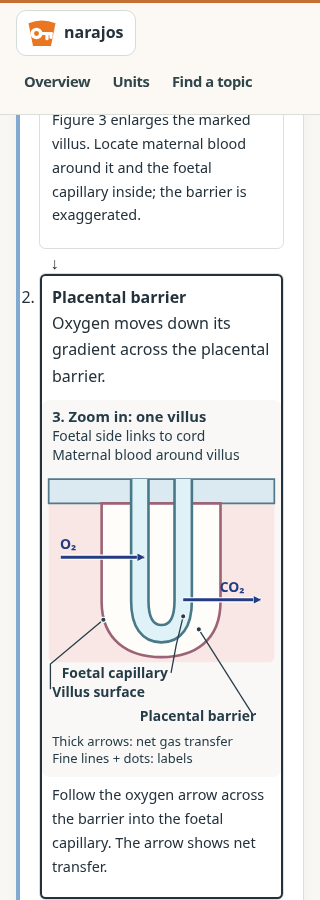 narajos
Overview Units Find a topic
Figure 3 enlarges the marked
villus. Locate maternal blood
around it and the foetal
capillary inside; the barrier is
exaggerated.
↓
2. Placental barrier
Oxygen moves down its
gradient across the placental
barrier.
3. Zoom in: one villus
Foetal side links to cord
Maternal blood around villus
O₂
CO₂
Foetal capillary
Villus surface
Placental barrier
Thick arrows: net gas transfer
Fine lines + dots: labels
Follow the oxygen arrow across
the barrier into the foetal
capillary. The arrow shows net
transfer.